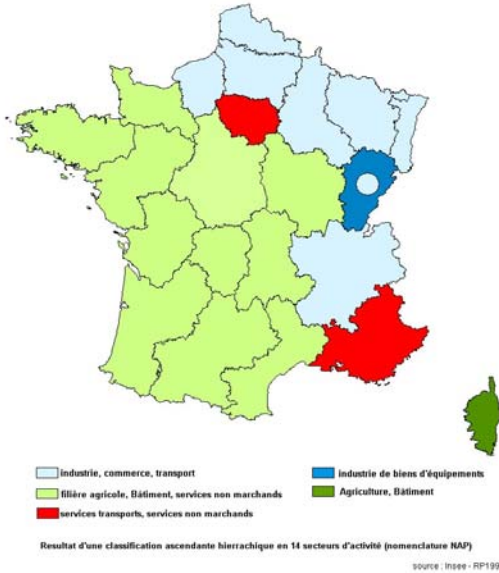 industrie, commerce, transport
industrie de biens d'équipements
filière agricole, Bâtiment, services non marchands
Agriculture, Bâtiment
services transports, services non marchands
Resultat d'une classification ascendante hierrachique en 14 secteurs d'activité (nomenclature NAP)
source : Insee - RP199